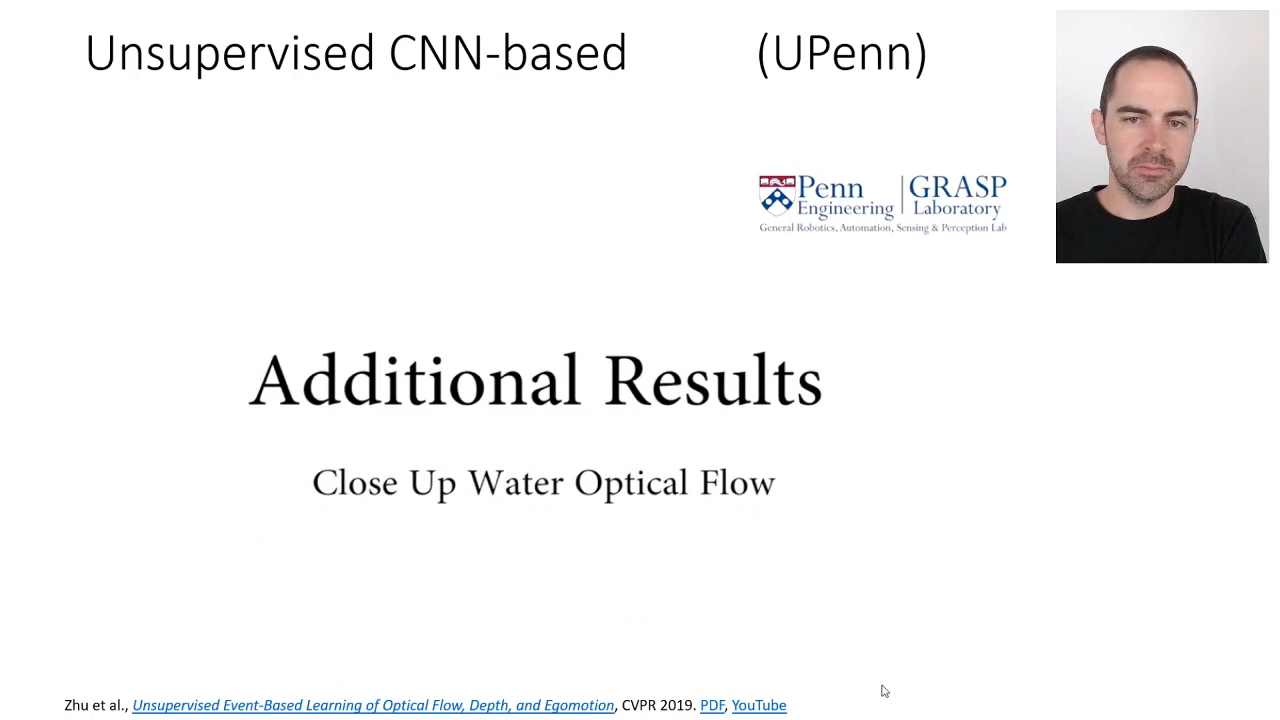 Unsupervised CNN-based (UPenn)
Penn Engineering | GRASP Laboratory
General Robotics, Automation, Sensing & Perception Lab
Additional Results
Close Up Water Optical Flow
Zhu et al., Unsupervised Event-Based Learning of Optical Flow, Depth, and Egomotion, CVPR 2019. PDF, YouTube